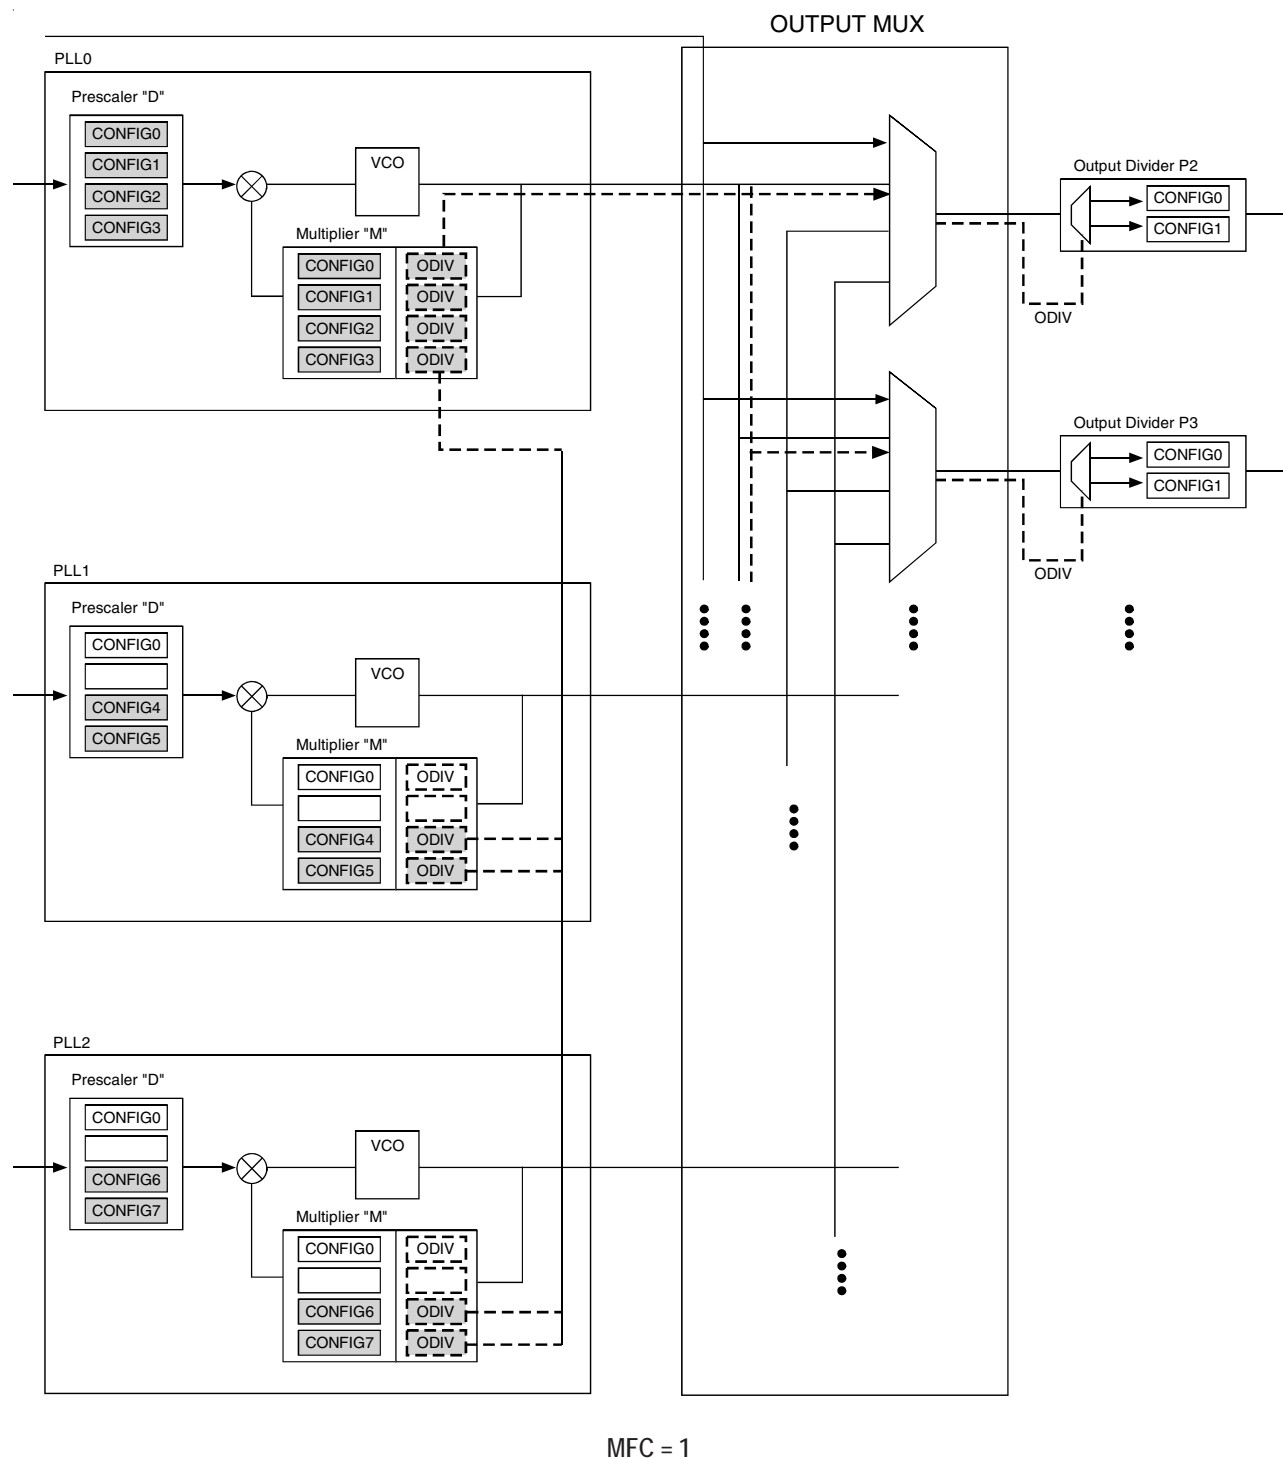 OUTPUT MUX
PLL0
Prescaler "D"
CONFIG0
CONFIG1
CONFIG2
CONFIG3
VCO
Multiplier "M"
CONFIG0 ODIV
CONFIG1 ODIV
CONFIG2 ODIV
CONFIG3 ODIV
Output Divider P2
CONFIG0
CONFIG1
ODIV
Output Divider P3
CONFIG0
CONFIG1
ODIV
PLL1
Prescaler "D"
CONFIG0
CONFIG4
CONFIG5
VCO
Multiplier "M"
CONFIG0 ODIV
CONFIG4 ODIV
CONFIG5 ODIV
PLL2
Prescaler "D"
CONFIG0
CONFIG6
CONFIG7
VCO
Multiplier "M"
CONFIG0 ODIV
CONFIG6 ODIV
CONFIG7 ODIV
MFC = 1